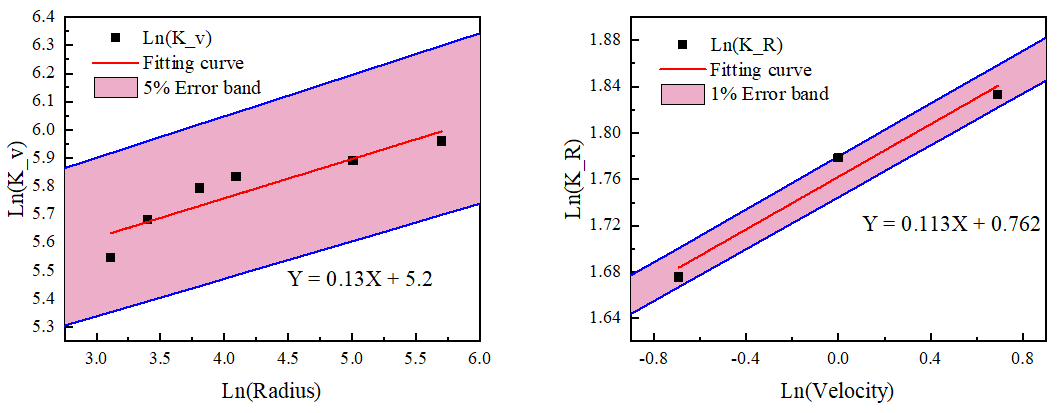 6.4
6.3
6.2
6.1
6.0
5.9
5.8
5.7
5.6
5.5
5.4
5.3
Ln(K_v)
Ln(K_v)
Fitting curve
5% Error band
Y = 0.13X + 5.2
3.0 3.5 4.0 4.5 5.0 5.5 6.0
Ln(Radius)
1.88
1.84
1.80
1.76
1.72
1.68
1.64
Ln(K_R)
Ln(K_R)
Fitting curve
1% Error band
Y = 0.113X + 0.762
-0.8 -0.4 0.0 0.4 0.8
Ln(Velocity)